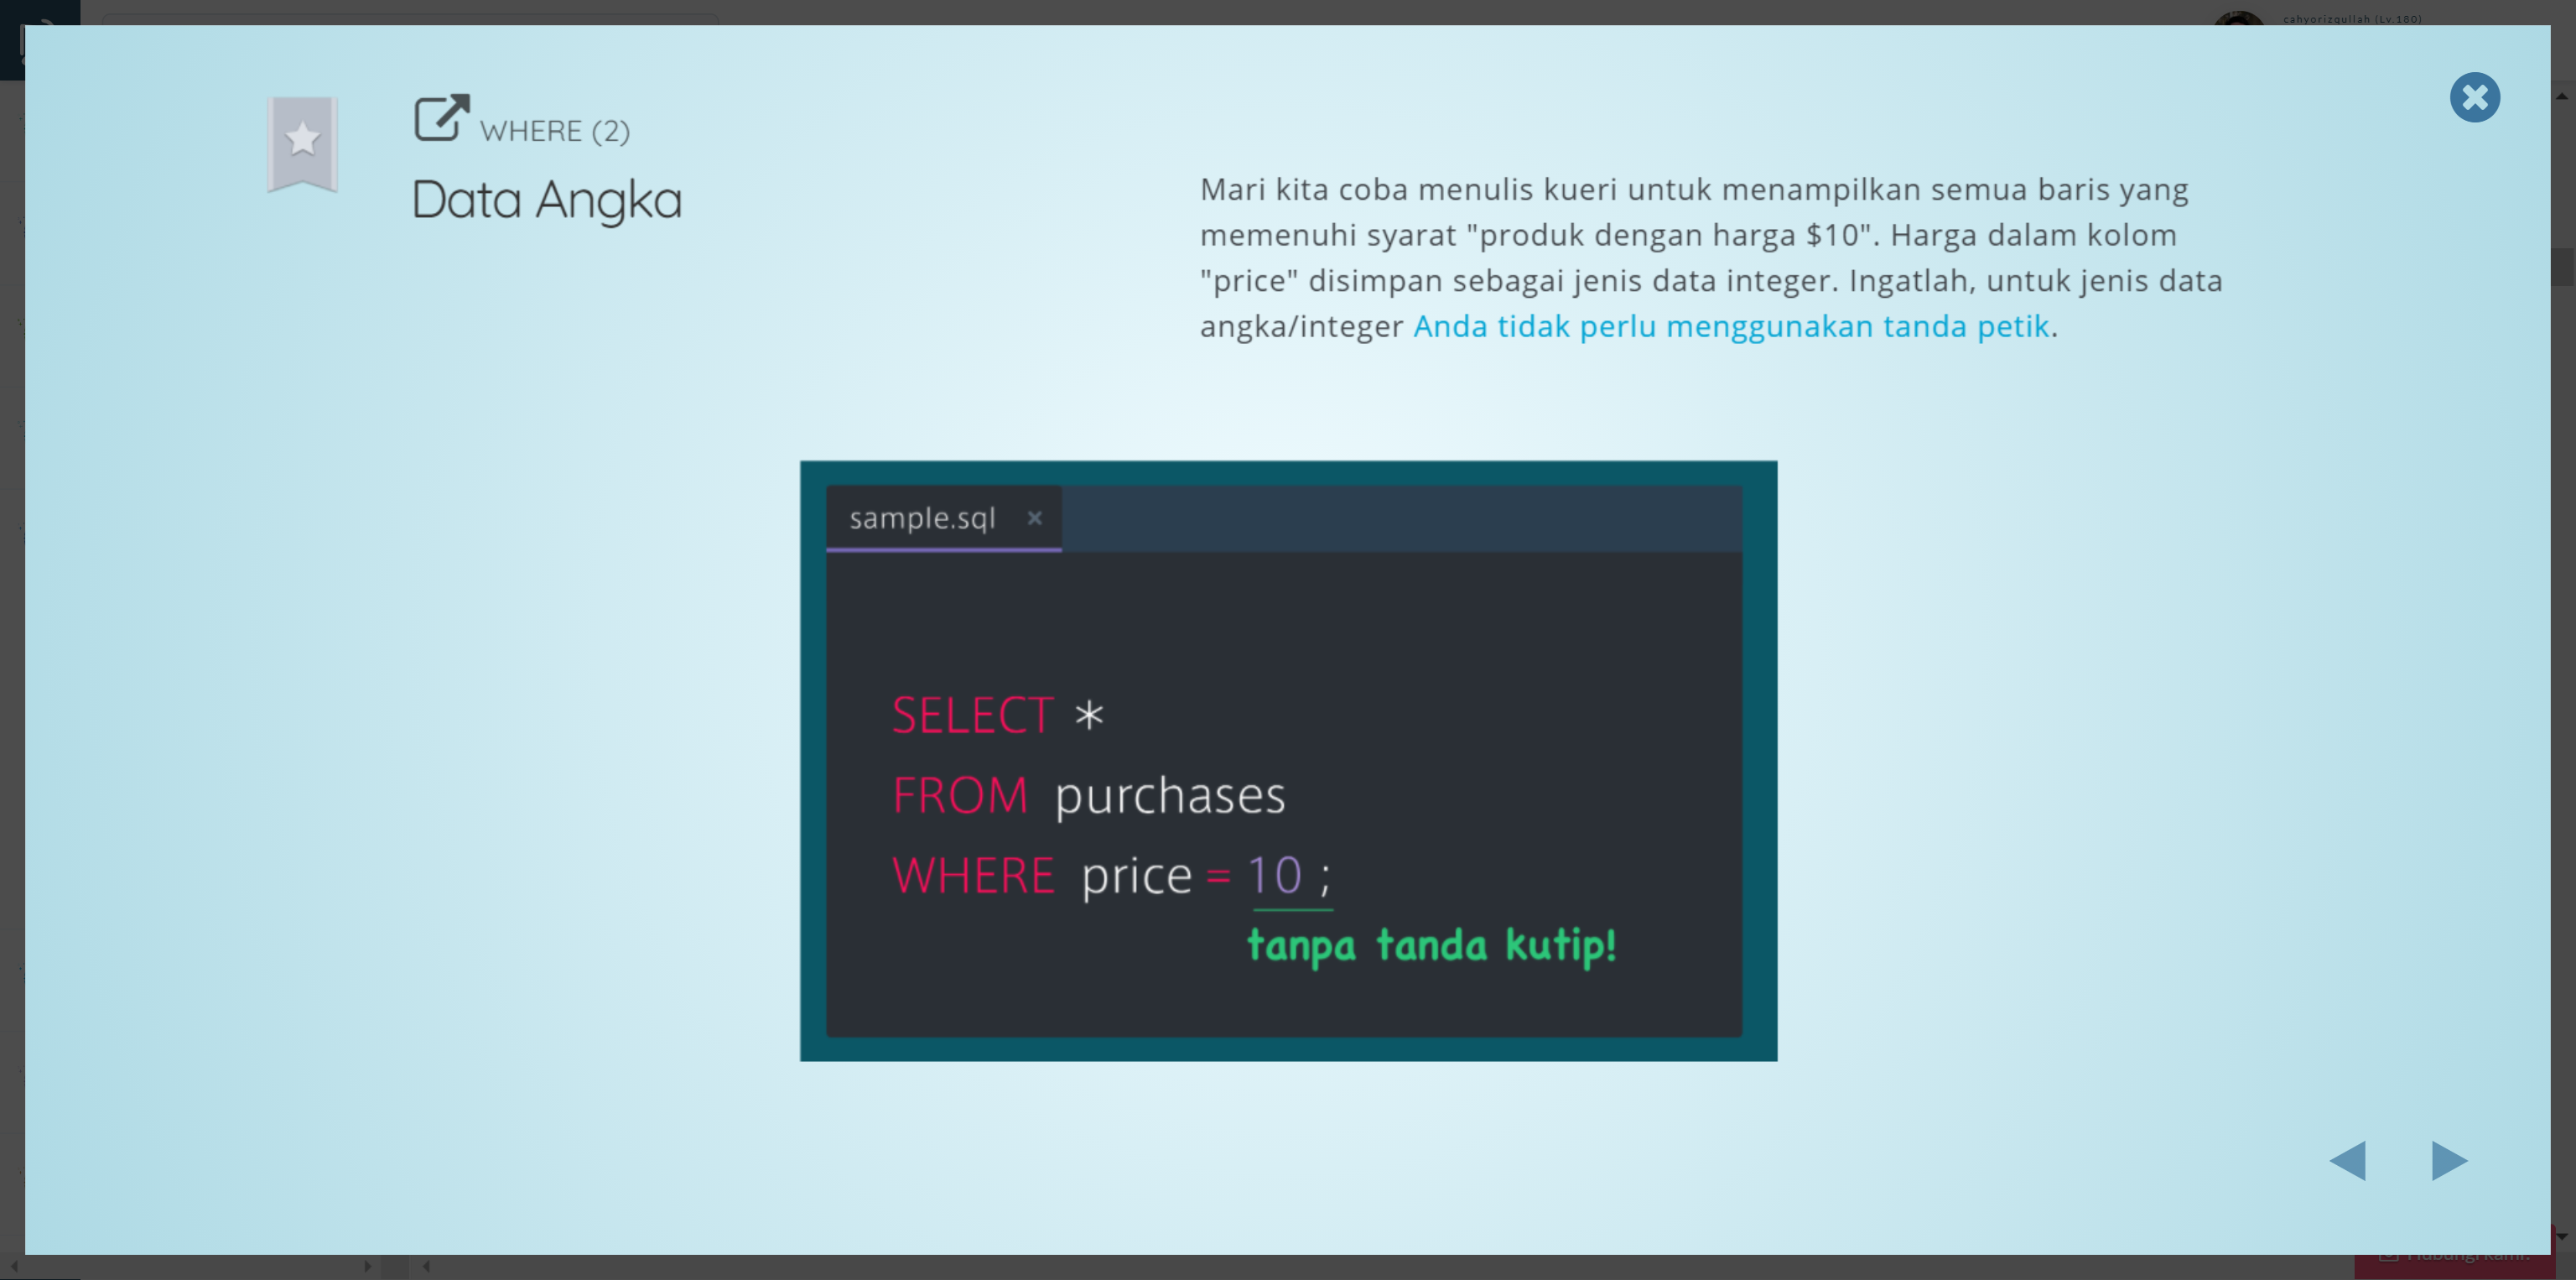 cahyorizqullah (Lv.180)
WHERE (2)
Data Angka
Mari kita coba menulis kueri untuk menampilkan semua baris yang
memenuhi syarat "produk dengan harga $10". Harga dalam kolom
"price" disimpan sebagai jenis data integer. Ingatlah, untuk jenis data
angka/integer Anda tidak perlu menggunakan tanda petik.
sample.sql
SELECT *
FROM purchases
WHERE price = 10 ;
tanpa tanda kutip!